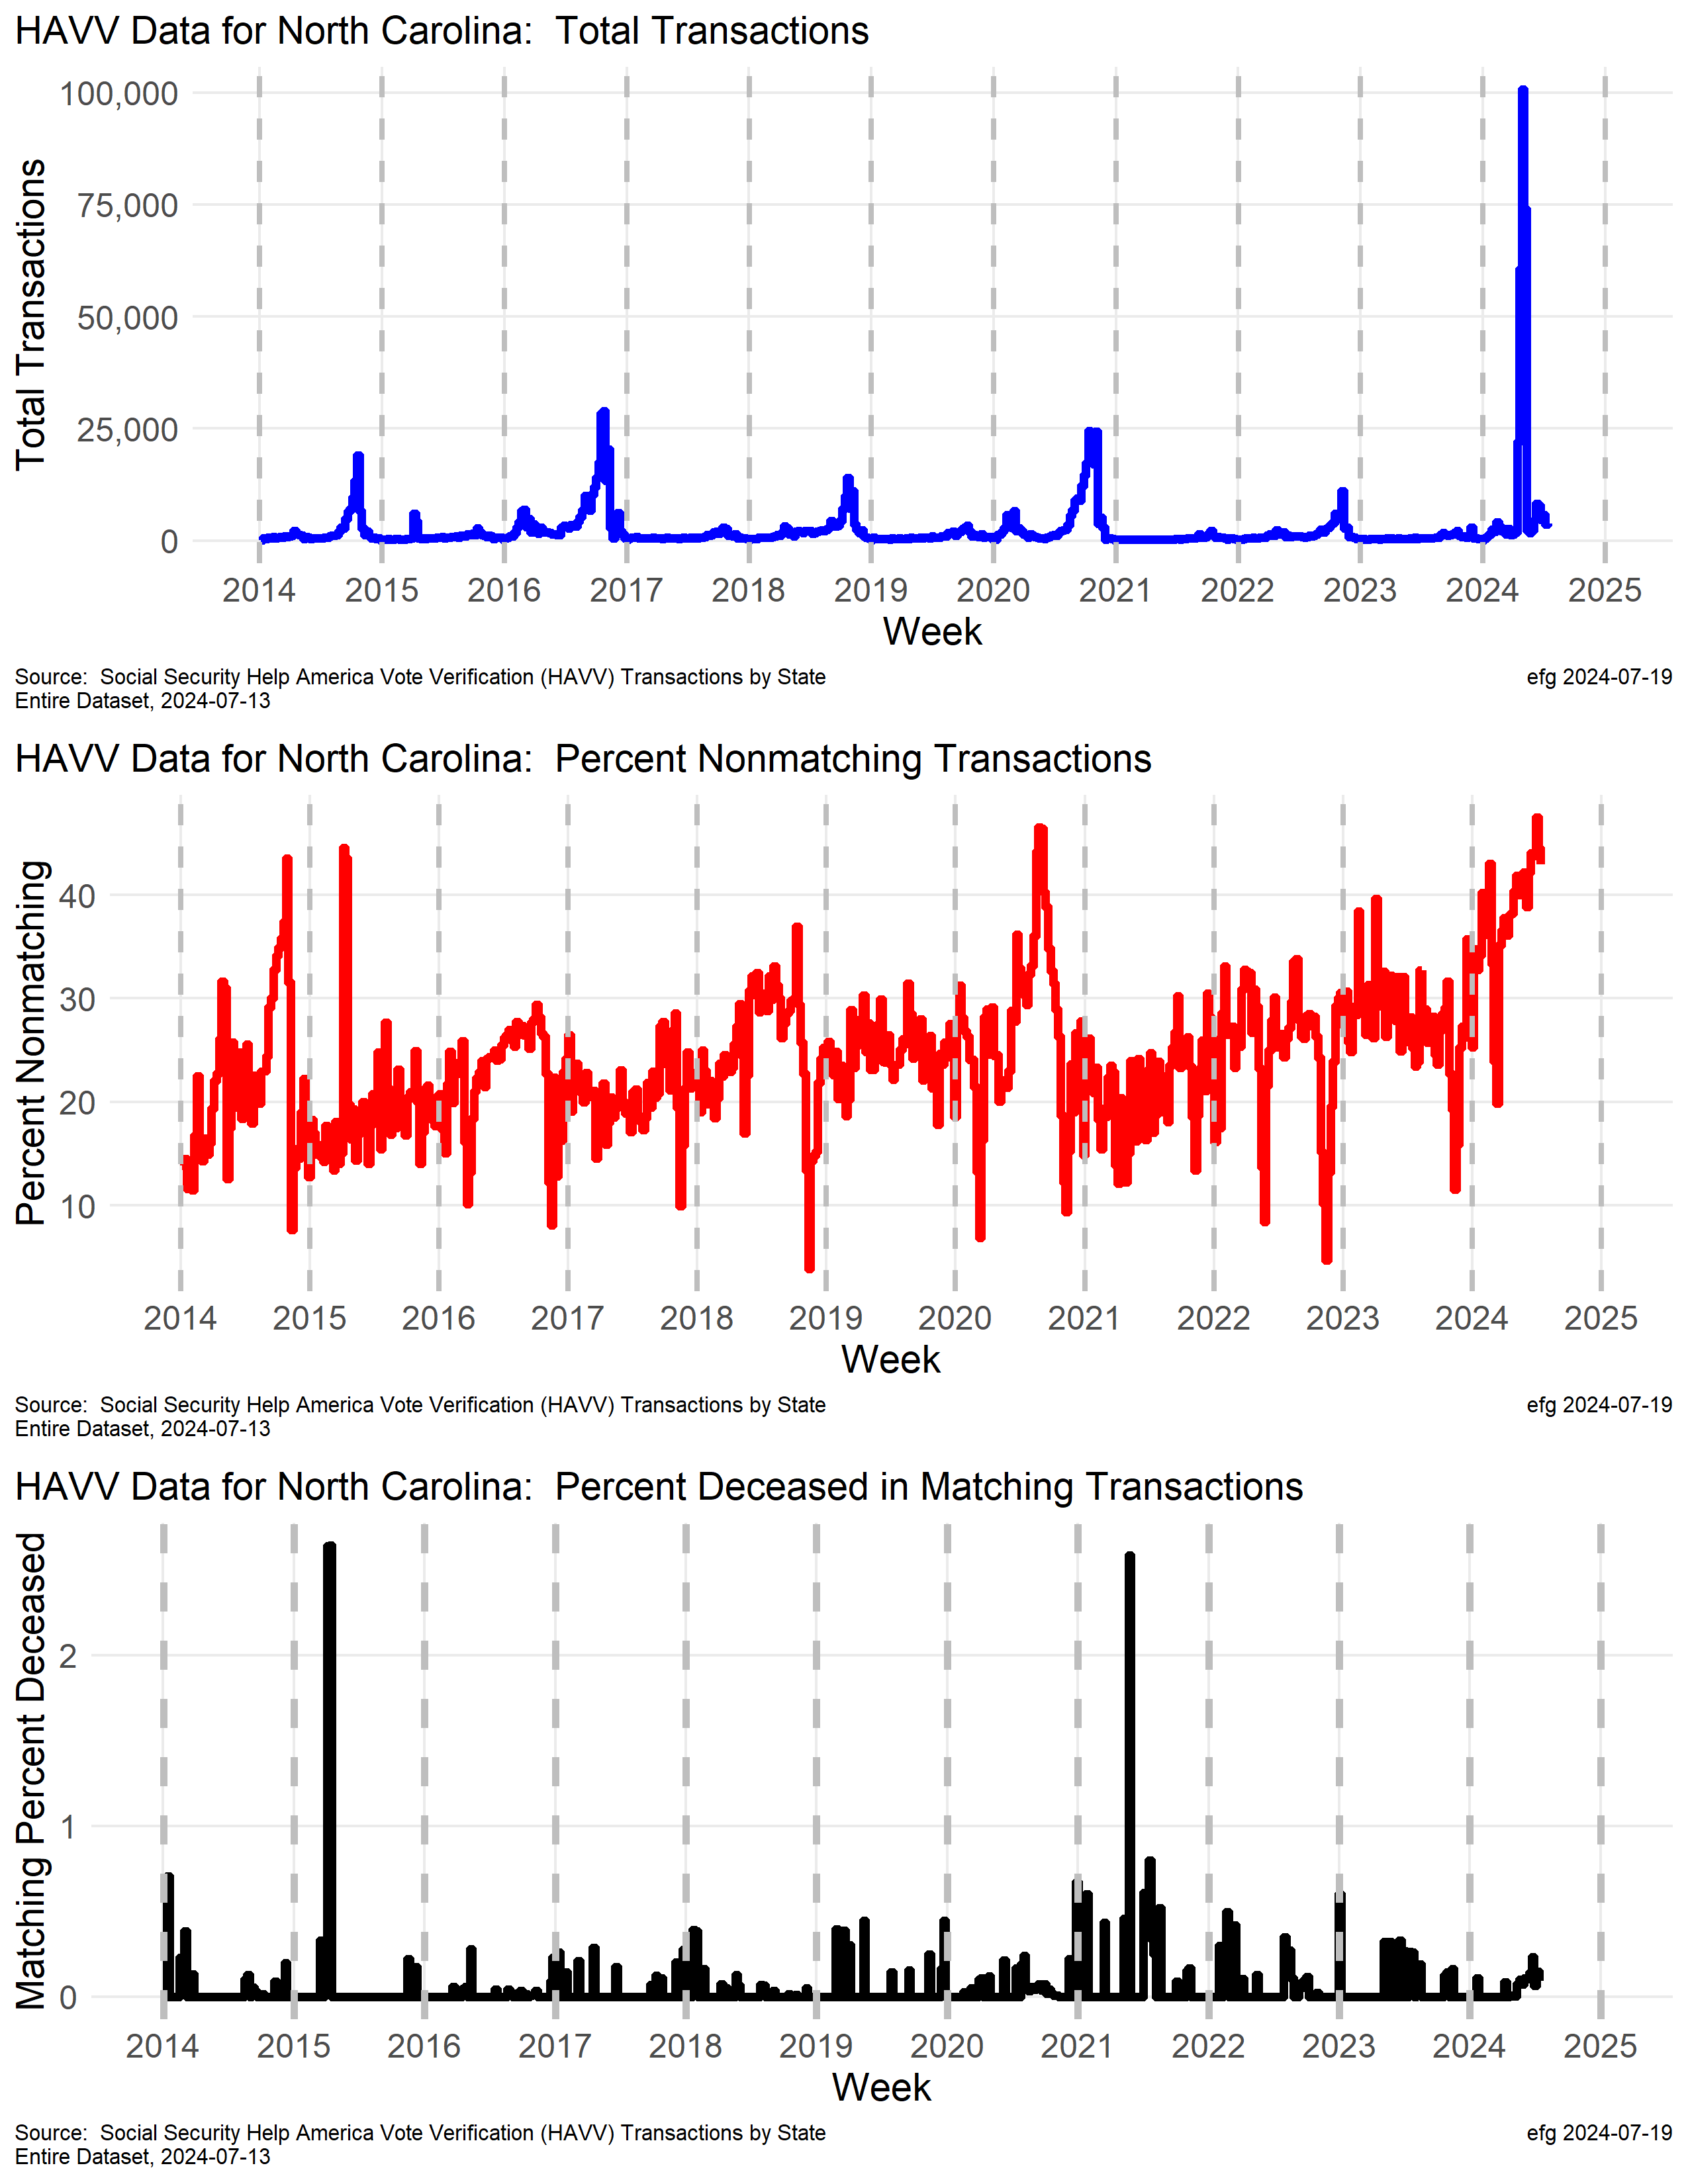 HAVV Data for North Carolina:  Total Transactions
Total Transactions
100,000
75,000
50,000
25,000
0
2014 2015 2016 2017 2018 2019 2020 2021 2022 2023 2024 2025
Week
Source:  Social Security Help America Vote Verification (HAVV) Transactions by State
Entire Dataset, 2024-07-13
efg 2024-07-19
HAVV Data for North Carolina:  Percent Nonmatching Transactions
Percent Nonmatching
40
30
20
10
2014 2015 2016 2017 2018 2019 2020 2021 2022 2023 2024 2025
Week
Source:  Social Security Help America Vote Verification (HAVV) Transactions by State
Entire Dataset, 2024-07-13
efg 2024-07-19
HAVV Data for North Carolina:  Percent Deceased in Matching Transactions
Matching Percent Deceased
2
1
0
2014 2015 2016 2017 2018 2019 2020 2021 2022 2023 2024 2025
Week
Source:  Social Security Help America Vote Verification (HAVV) Transactions by State
Entire Dataset, 2024-07-13
efg 2024-07-19